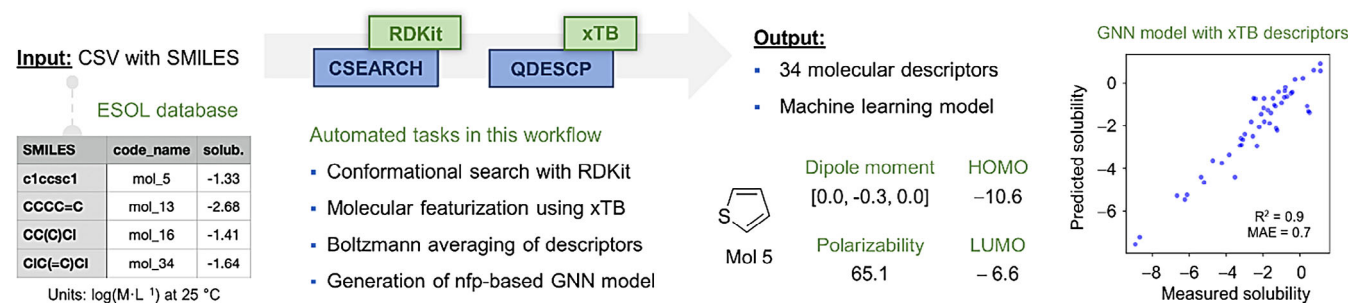 Input: CSV with SMILES
ESOL database
SMILES code_name solub.
c1ccsc1 mol_5 -1.33
CCCC=C mol_13 -2.68
CC(C)Cl mol_16 -1.41
ClC(=C)Cl mol_34 -1.64
Units: log(M·L⁻¹) at 25 °C
RDKit
CSEARCH
xTB
QDESCP
Automated tasks in this workflow
▪ Conformational search with RDKit
▪ Molecular featurization using xTB
▪ Boltzmann averaging of descriptors
▪ Generation of nfp-based GNN model
Output:
▪ 34 molecular descriptors
▪ Machine learning model
S
Mol 5
Dipole moment
[0.0, -0.3, 0.0]
HOMO
−10.6
Polarizability
65.1
LUMO
– 6.6
GNN model with xTB descriptors
Predicted solubility
0
−2
−4
−6
R² = 0.9
MAE = 0.7
−8 −6 −4 −2 0
Measured solubility